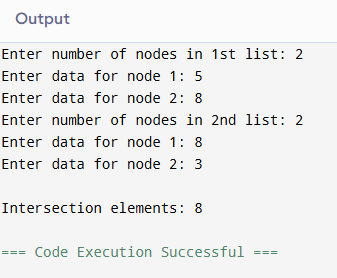 Output
Enter number of nodes in 1st list: 2
Enter data for node 1: 5
Enter data for node 2: 8
Enter number of nodes in 2nd list: 2
Enter data for node 1: 8
Enter data for node 2: 3
Intersection elements: 8
=== Code Execution Successful ===